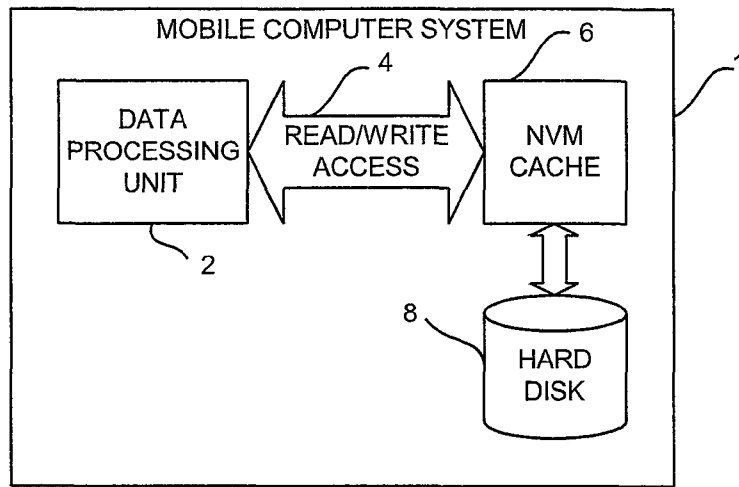 MOBILE COMPUTER SYSTEM
4
6
DATA
PROCESSING
UNIT
READ/WRITE
ACCESS
NVM
CACHE
2
8
HARD
DISK